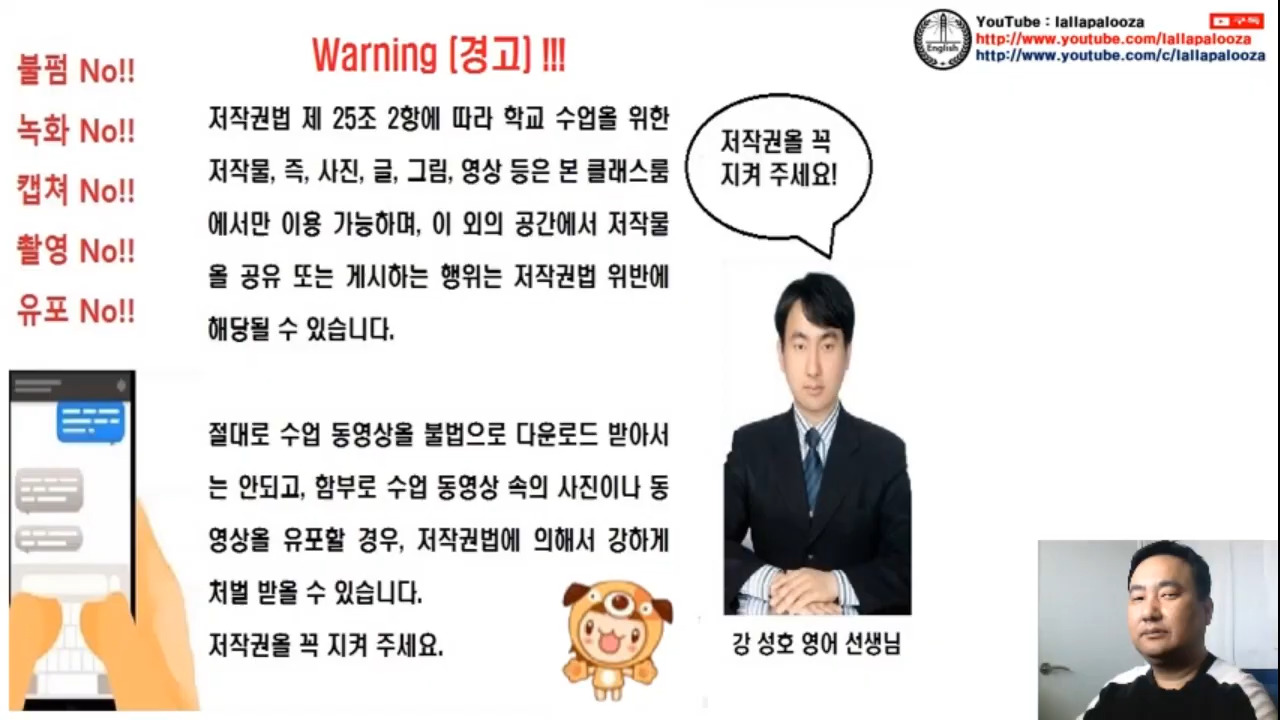 불펌 No!!
녹화 No!!
캡쳐 No!!
촬영 No!!
유포 No!!
Warning (경고) !!!
저작권법 제 25조 2항에 따라 학교 수업을 위한
저작물, 즉, 사진, 글, 그림, 영상 등은 본 클래스룸
에서만 이용 가능하며, 이 외의 공간에서 저작물
을 공유 또는 게시하는 행위는 저작권법 위반에
해당될 수 있습니다.
절대로 수업 동영상을 불법으로 다운로드 받아서
는 안되고, 함부로 수업 동영상 속의 사진이나 동
영상을 유포할 경우, 저작권법에 의해서 강하게
처벌 받을 수 있습니다.
저작권을 꼭 지켜 주세요.
저작권을 꼭
지켜 주세요!
강 성호 영어 선생님
English
YouTube : lallapalooza
구독
http://www.youtube.com/lallapalooza
http://www.youtube.com/c/lallapalooza